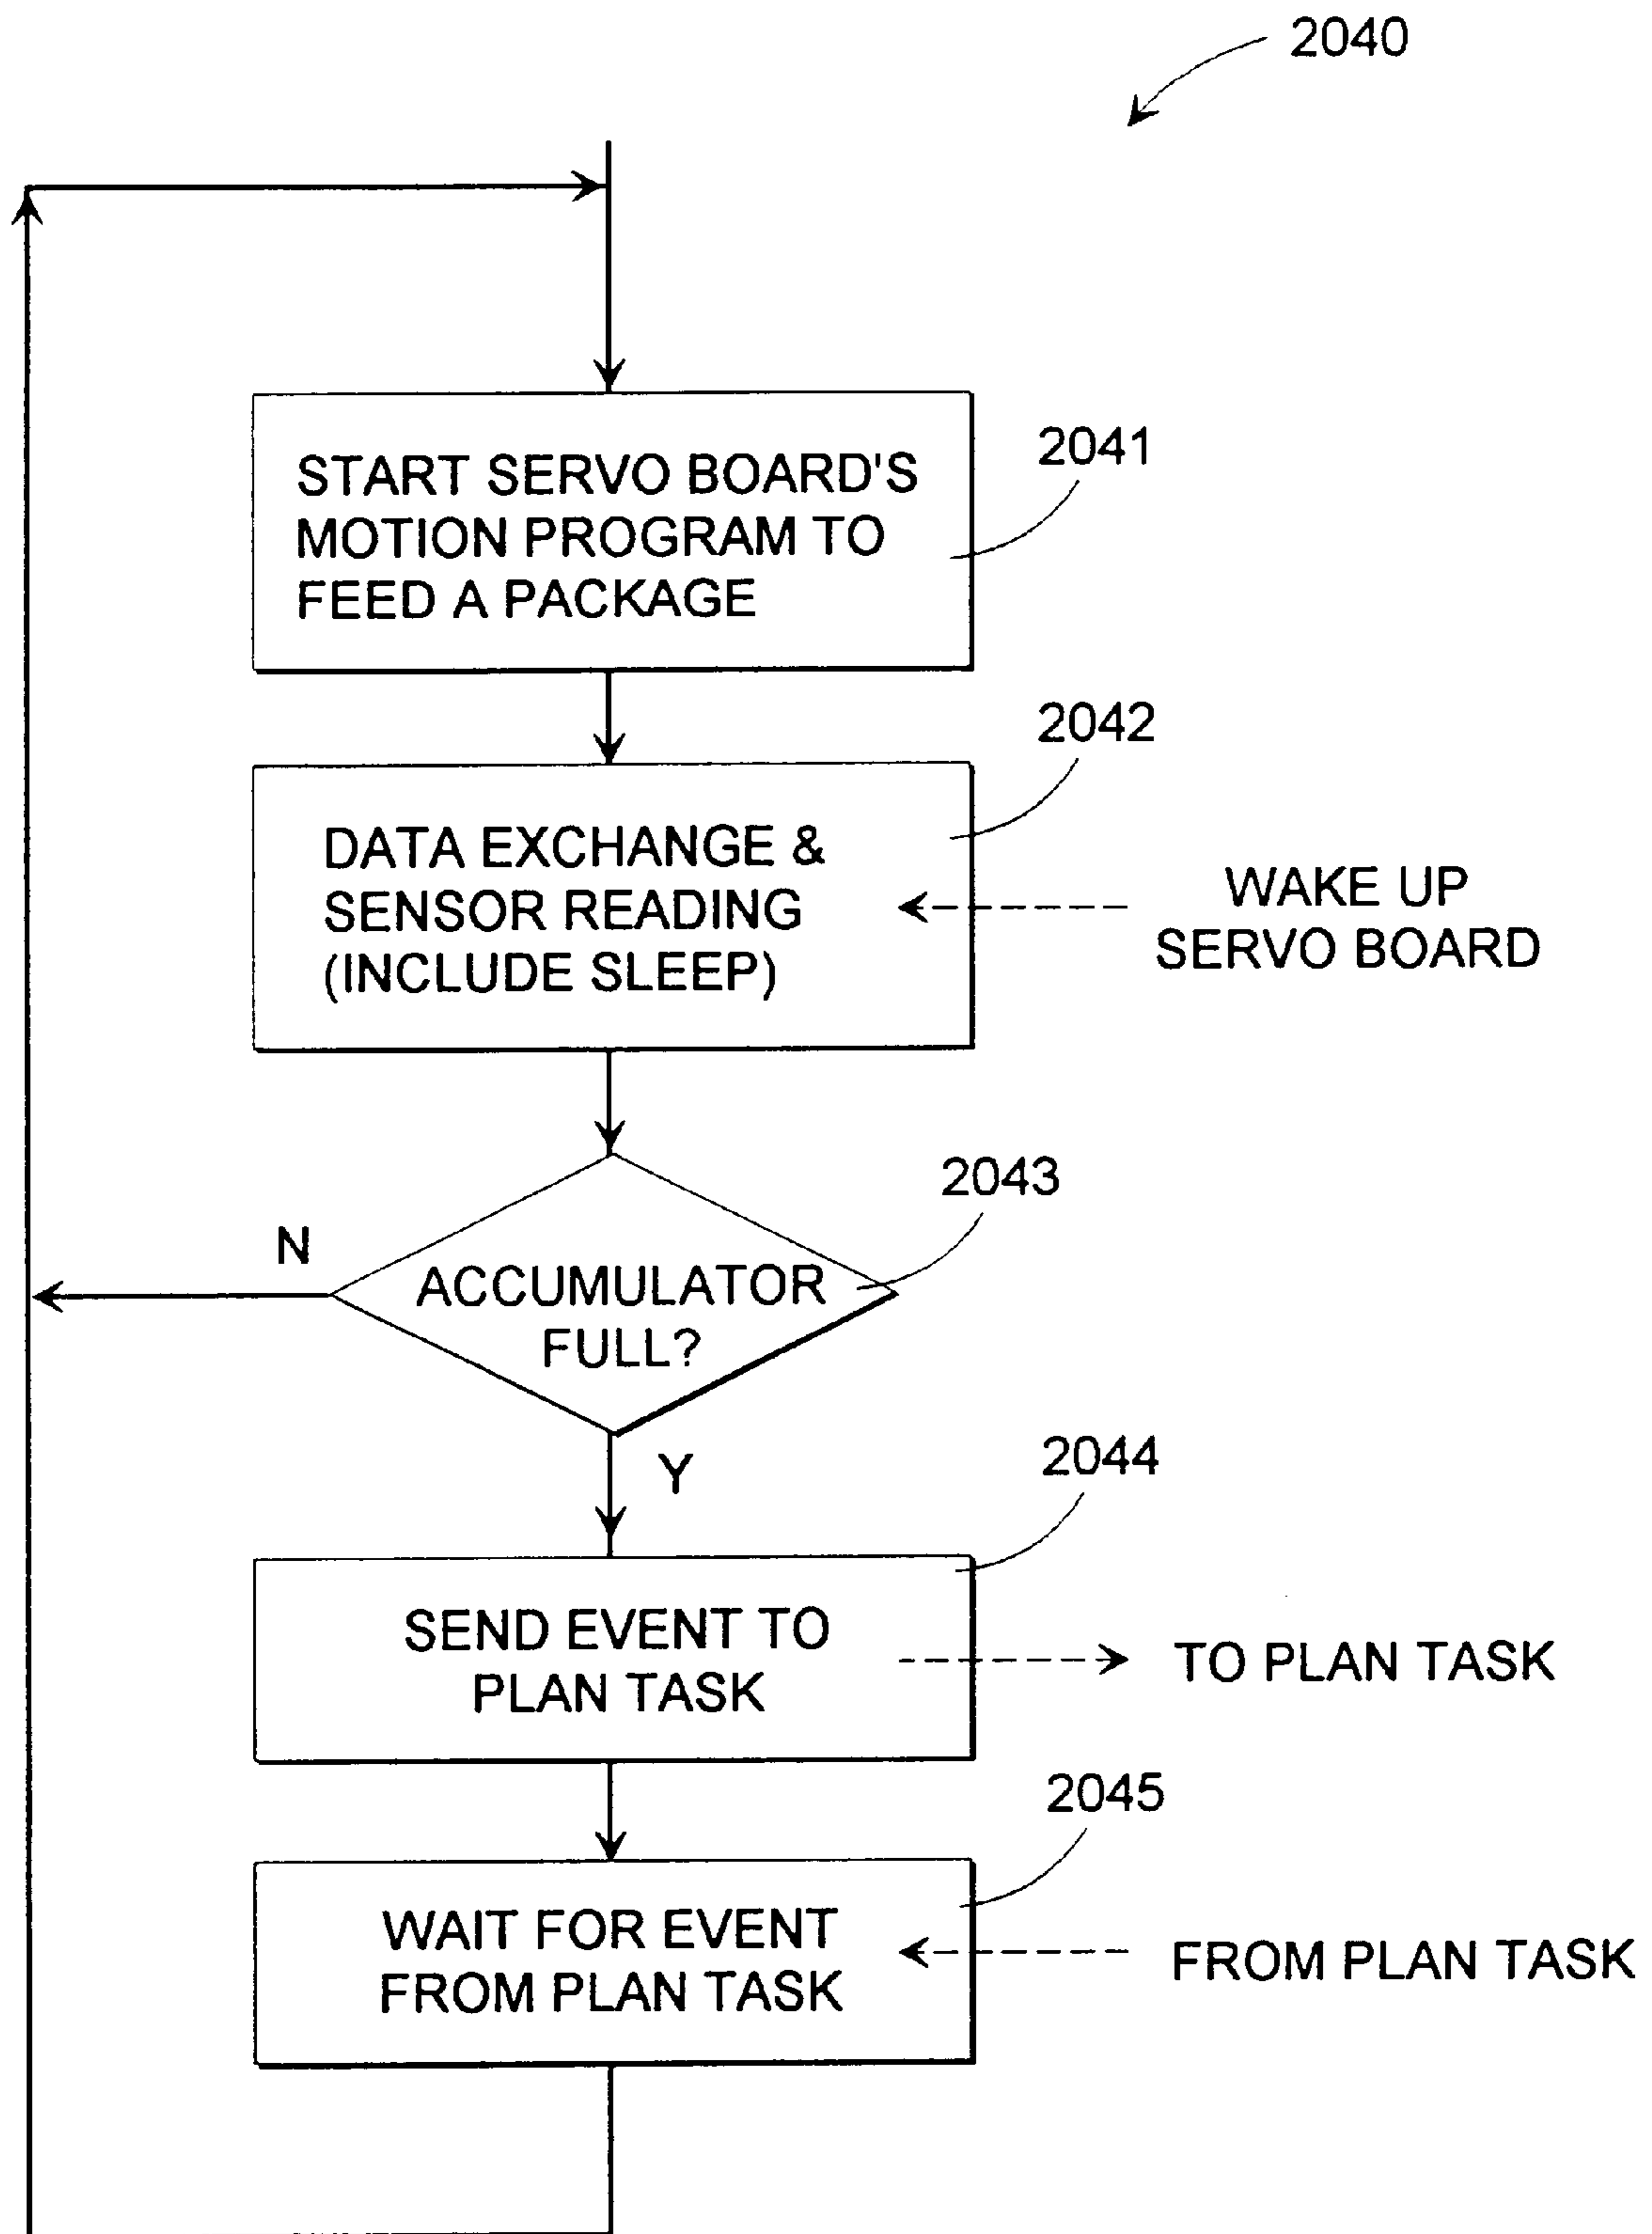 2040
START SERVO BOARD'S
MOTION PROGRAM TO
FEED A PACKAGE
2041
DATA EXCHANGE &
SENSOR READING
(INCLUDE SLEEP)
2042
WAKE UP
SERVO BOARD
ACCUMULATOR
FULL?
2043
N
Y
SEND EVENT TO
PLAN TASK
2044
TO PLAN TASK
WAIT FOR EVENT
FROM PLAN TASK
2045
FROM PLAN TASK